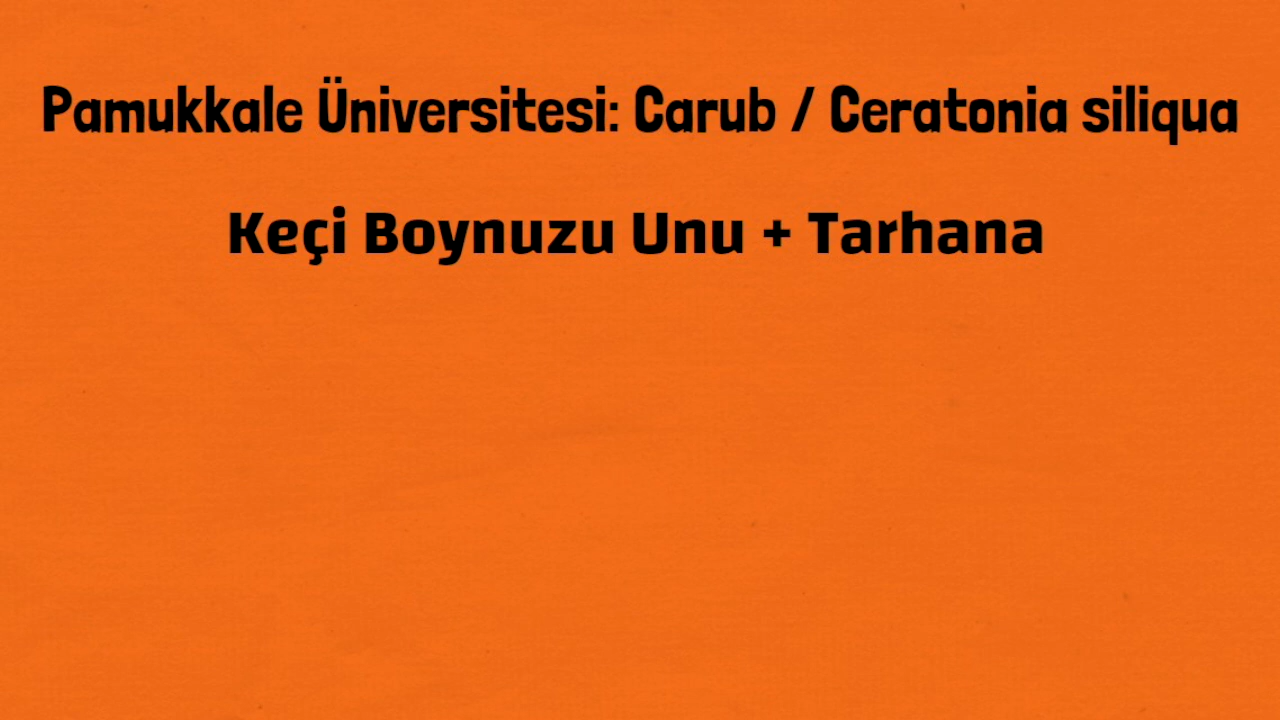 Pamukkale Üniversitesi: Carub / Ceratonia siliqua
Keçi Boynuzu Unu + Tarhana